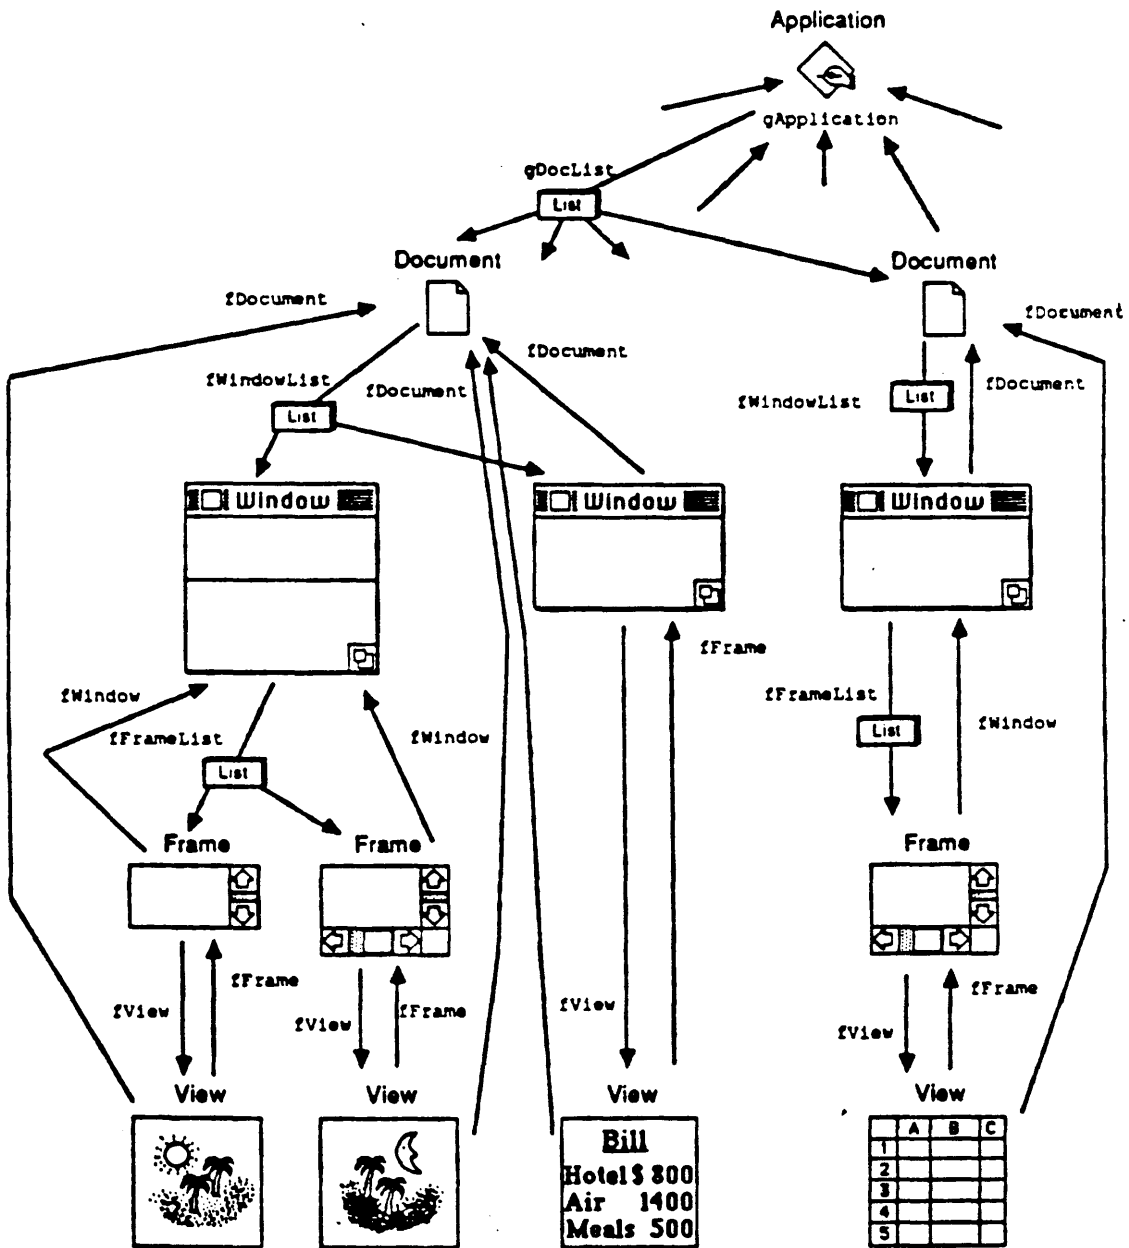 Application
gApplication
gDocList
List
Document
Document
fDocument
fDocument
fDocument
fWindowList
fDocument
fDocument
fWindowList
List
List
Window
Window
Window
fFrame
fWindow
fFrameList
fWindow
fFrameList
fWindow
List
List
Frame
Frame
Frame
fFrame
fFrame
fFrame
fView
fView
fView
fView
View
View
View
View
Bill
Hotel $ 800
Air 1400
Meals 500
A B C
1
2
3
4
5